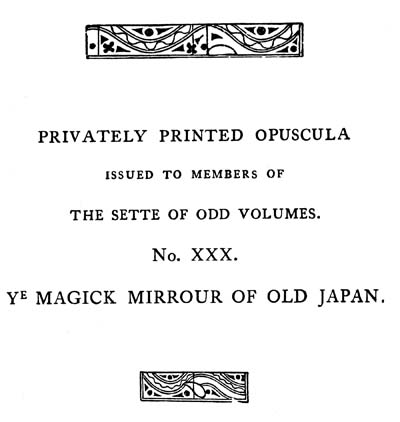 PRIVATELY PRINTED OPUSCULA
ISSUED TO MEMBERS OF
THE SETTE OF ODD VOLUMES.
No. XXX.
Yᴱ MAGICK MIRROUR OF OLD JAPAN.